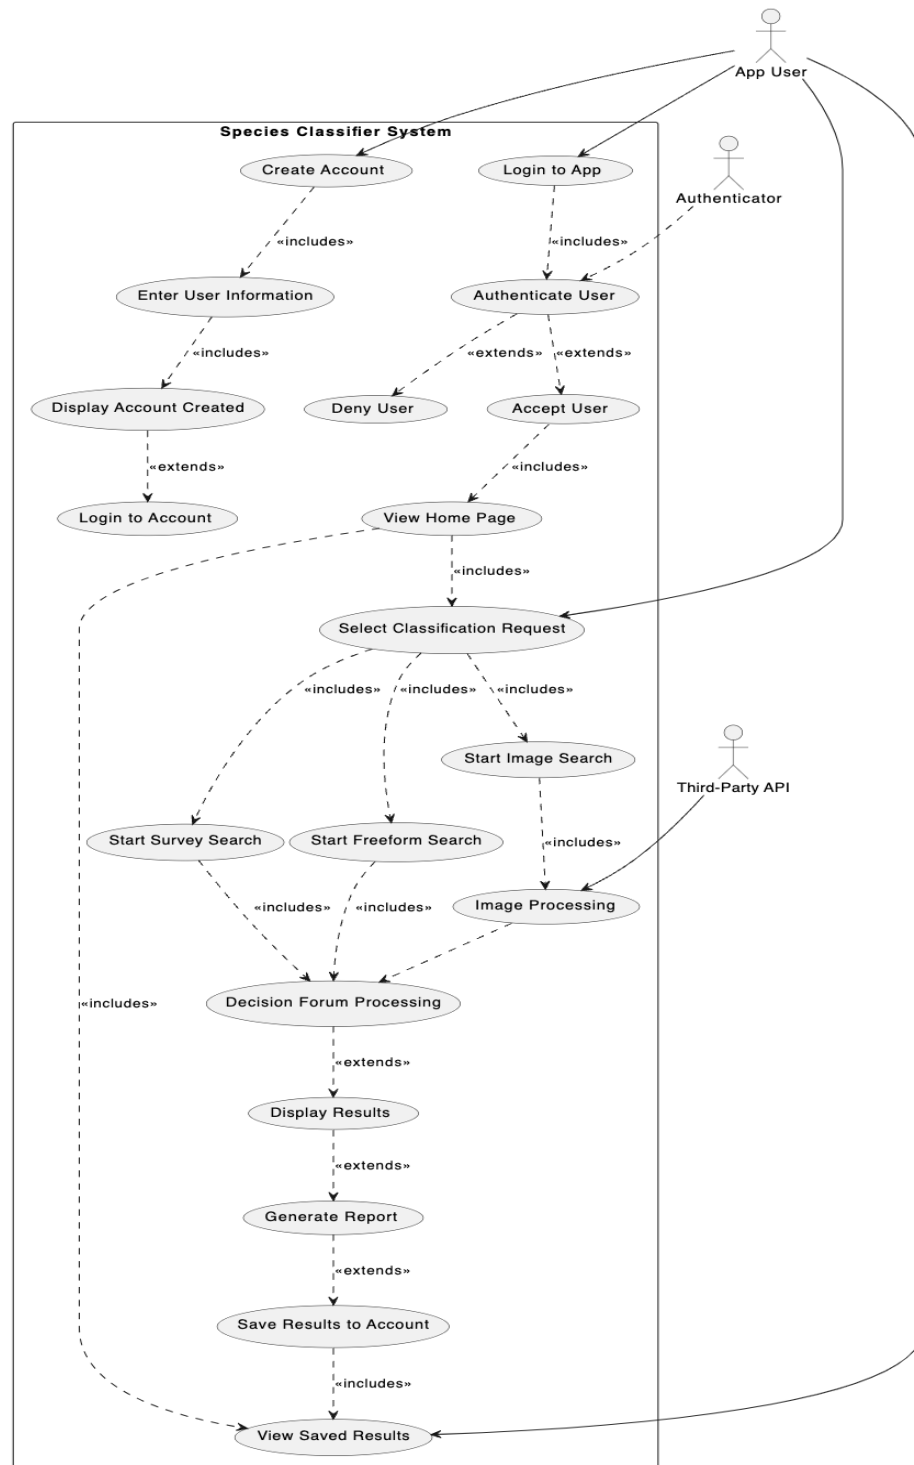 App User
Species Classifier System
Create Account
Login to App
Authenticator
«includes»
«includes»
Enter User Information
Authenticate User
«includes»
«extends»
«extends»
Display Account Created
Deny User
Accept User
«extends»
«includes»
Login to Account
View Home Page
«includes»
Select Classification Request
«includes»
«includes»
«includes»
Start Image Search
Third-Party API
Start Survey Search
Start Freeform Search
«includes»
«includes»
«includes»
Image Processing
Decision Forum Processing
«includes»
«extends»
Display Results
«extends»
Generate Report
«extends»
Save Results to Account
«includes»
View Saved Results